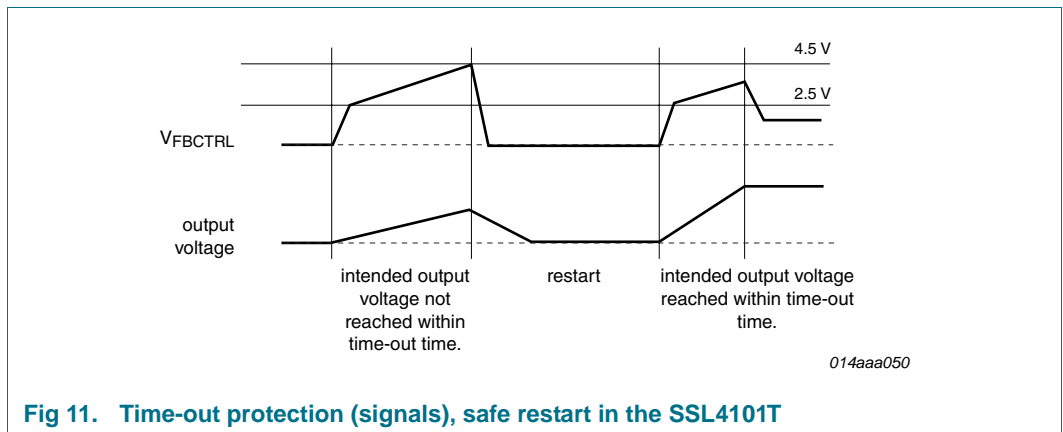 4.5 V
2.5 V
VFBCTRL
output
voltage
intended output
voltage not
reached within
time-out time.
restart
intended output voltage
reached within time-out
time.
014aaa050
Fig 11. Time-out protection (signals), safe restart in the SSL4101T